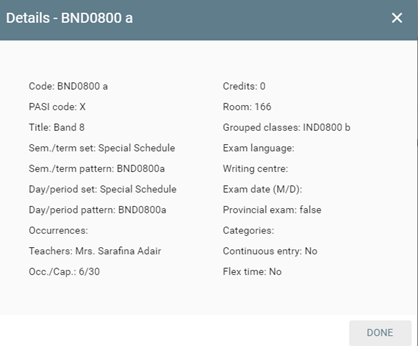 Details - BND0800 a
Code: BND0800 a
PASI code: X
Title: Band 8
Sem./term set: Special Schedule
Sem./term pattern: BND0800a
Day/period set: Special Schedule
Day/period pattern: BND0800a
Occurrences:
Teachers: Mrs. Sarafina Adair
Occ./Cap.: 6/30
Credits: 0
Room: 166
Grouped classes: IND0800 b
Exam language:
Writing centre:
Exam date (M/D):
Provincial exam: false
Categories:
Continuous entry: No
Flex time: No
DONE